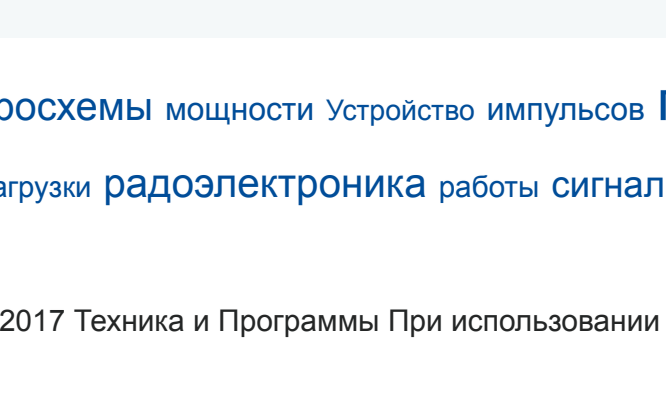 росхемы мощности Устройство импульсов
агрузки радоэлектроника работы сигнал
2017 Техника и Программы При использовании